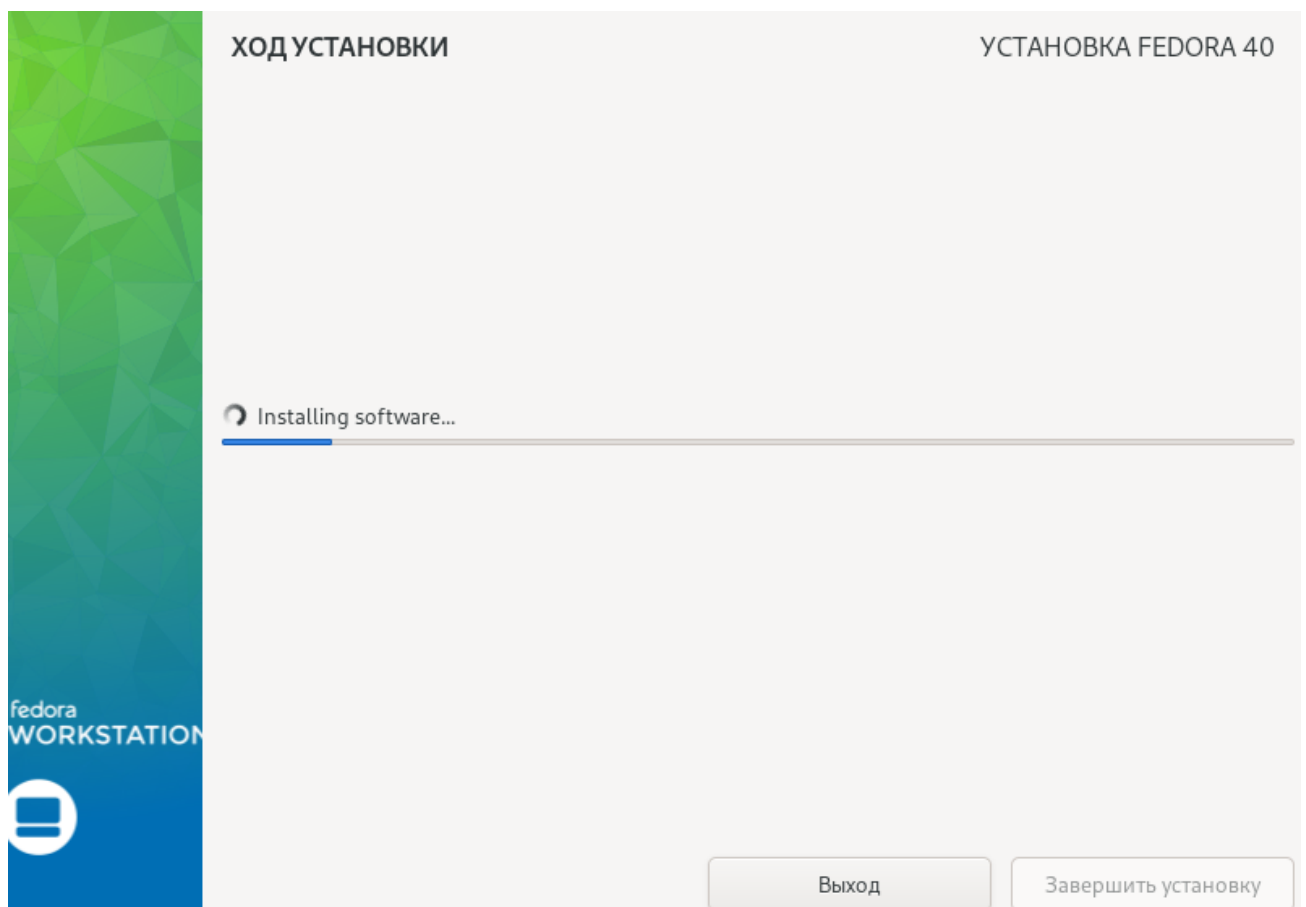 ХОД УСТАНОВКИ
УСТАНОВКА FEDORA 40
Installing software...
fedora
WORKSTATION
Выход
Завершить установку